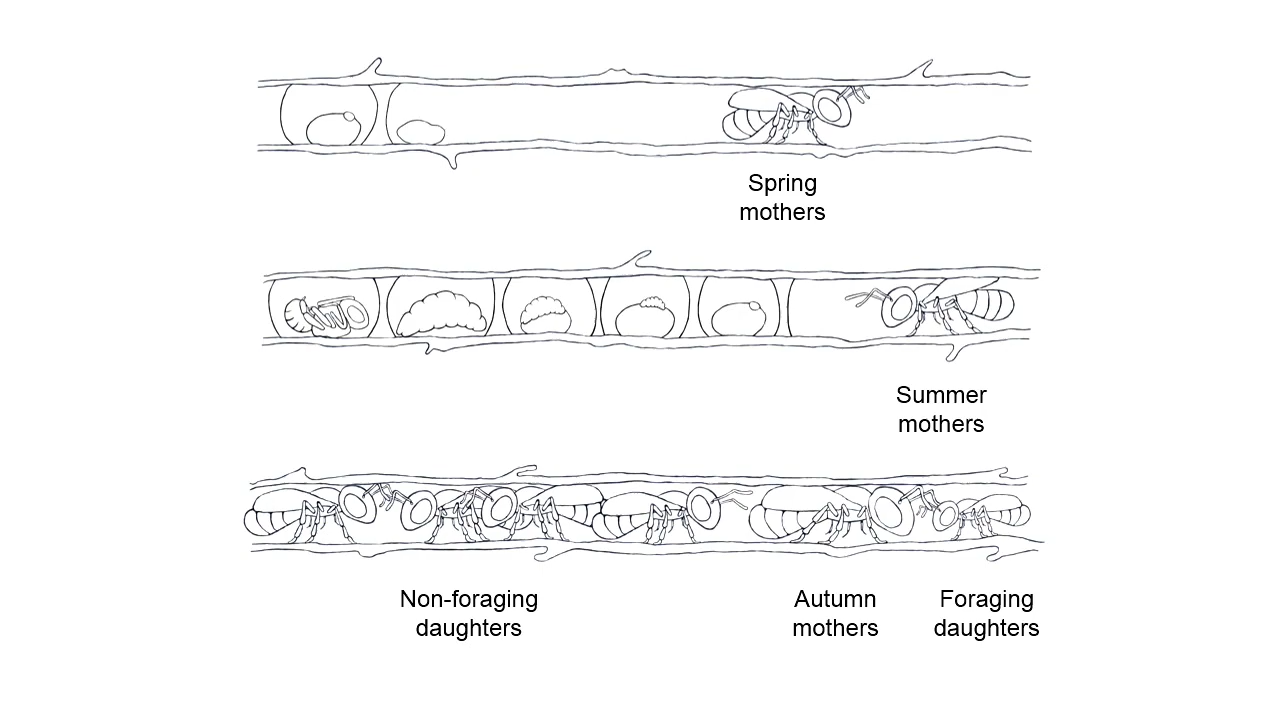 Spring
mothers
Summer
mothers
Non-foraging
daughters
Autumn
mothers
Foraging
daughters